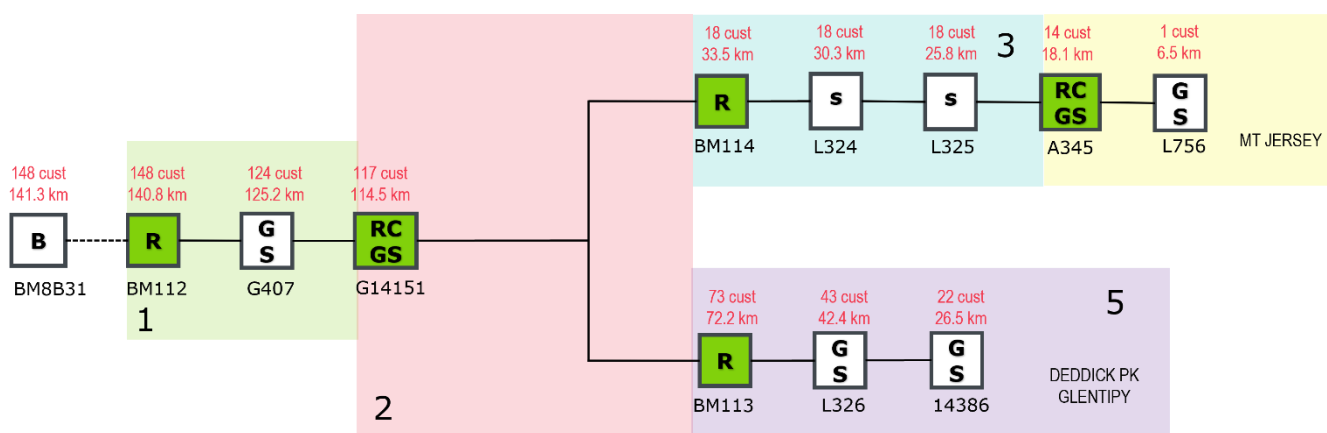 18 cust
33.5 km
R
BM114
18 cust
30.3 km
s
L324
18 cust
25.8 km
s
L325
3
14 cust
18.1 km
RC
GS
A345
1 cust
6.5 km
G
S
L756
MT JERSEY
148 cust
141.3 km
B
BM8B31
148 cust
140.8 km
R
BM112
1
124 cust
125.2 km
G
S
G407
117 cust
114.5 km
RC
GS
G14151
2
73 cust
72.2 km
R
BM113
43 cust
42.4 km
G
S
L326
22 cust
26.5 km
G
S
14386
5
DEDDICK PK
GLENTIPY